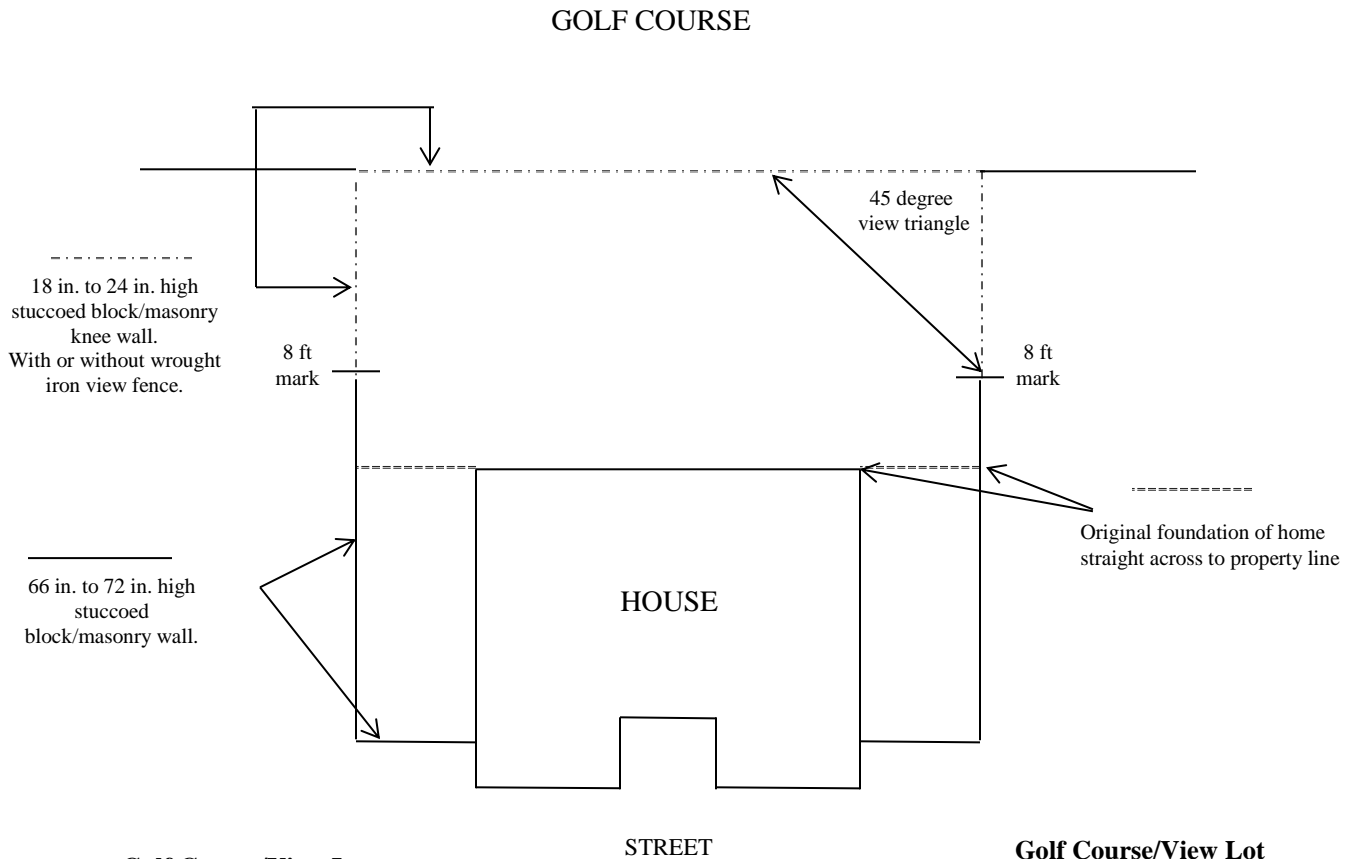 GOLF COURSE
45 degree
view triangle
18 in. to 24 in. high
stuccoed block/masonry
knee wall.
With or without wrought
iron view fence.
8 ft
mark
8 ft
mark
Original foundation of home
straight across to property line
66 in. to 72 in. high
stuccoed
block/masonry wall.
HOUSE
STREET
Golf Course/View Lot